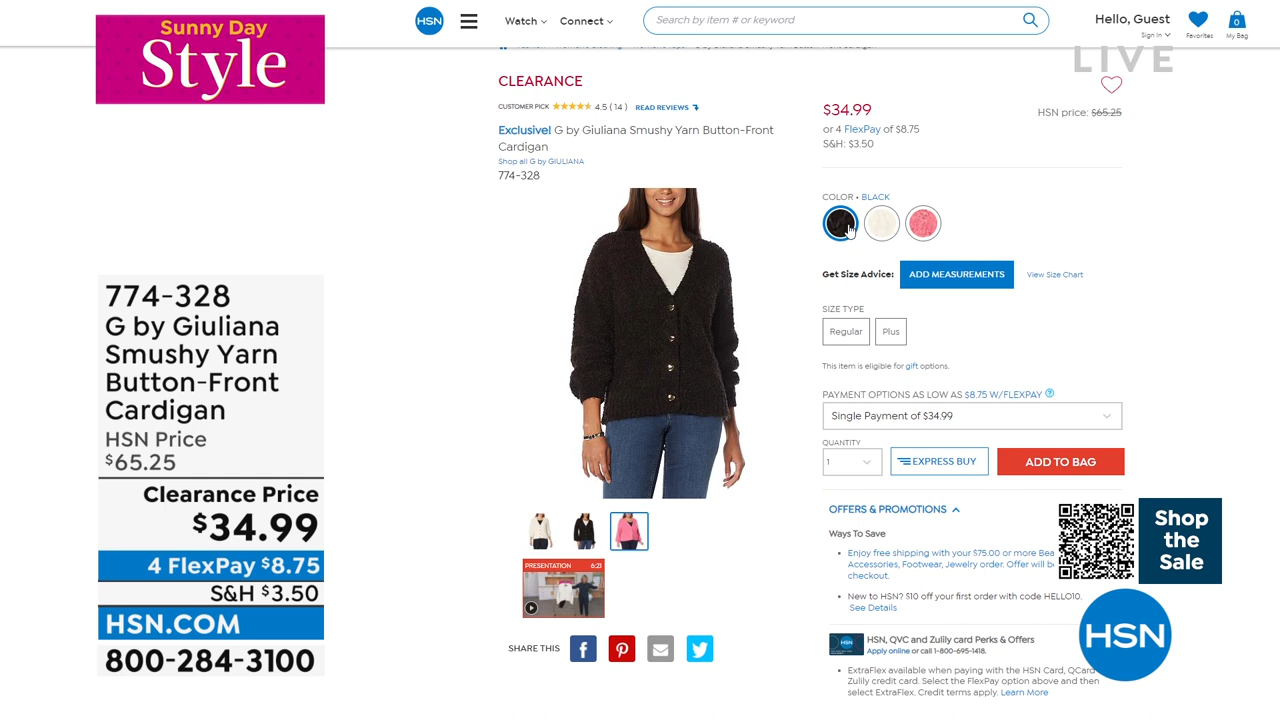 Sunny Day
Style
HSN
Watch
Connect
Search by item # or keyword
Hello, Guest
Sign In
Favorites
0
My Bag
LIVE
CLEARANCE
CUSTOMER PICK 4.5 ( 14 ) READ REVIEWS
Exclusive! G by Giuliana Smushy Yarn Button-Front
Cardigan
Shop all G by GIULIANA
774-328
$34.99
HSN price: $65.25
or 4 FlexPay of $8.75
S&H: $3.50
COLOR • BLACK
Get Size Advice: ADD MEASUREMENTS View Size Chart
SIZE TYPE
Regular Plus
This item is eligible for gift options.
PAYMENT OPTIONS AS LOW AS $8.75 W/FLEXPAY ?
Single Payment of $34.99
QUANTITY
1
EXPRESS BUY
ADD TO BAG
OFFERS & PROMOTIONS
Ways To Save
• Enjoy free shipping with your $75.00 or more Bea
Accessories, Footwear, Jewelry order. Offer will b
checkout.
• New to HSN? $10 off your first order with code HELLO10.
See Details
HSN, QVC and Zulily card Perks & Offers
Apply online or call 1-800-695-1418.
• ExtraFlex available when paying with the HSN Card, QCard
Zulily credit card. Select the FlexPay option above and then
select ExtraFlex. Credit terms apply. Learn More
PRESENTATION 6:21
SHARE THIS
774-328
G by Giuliana
Smushy Yarn
Button-Front
Cardigan
HSN Price
$65.25
Clearance Price
$34.99
4 FlexPay $8.75
S&H $3.50
HSN.COM
800-284-3100
Shop
the
Sale
HSN